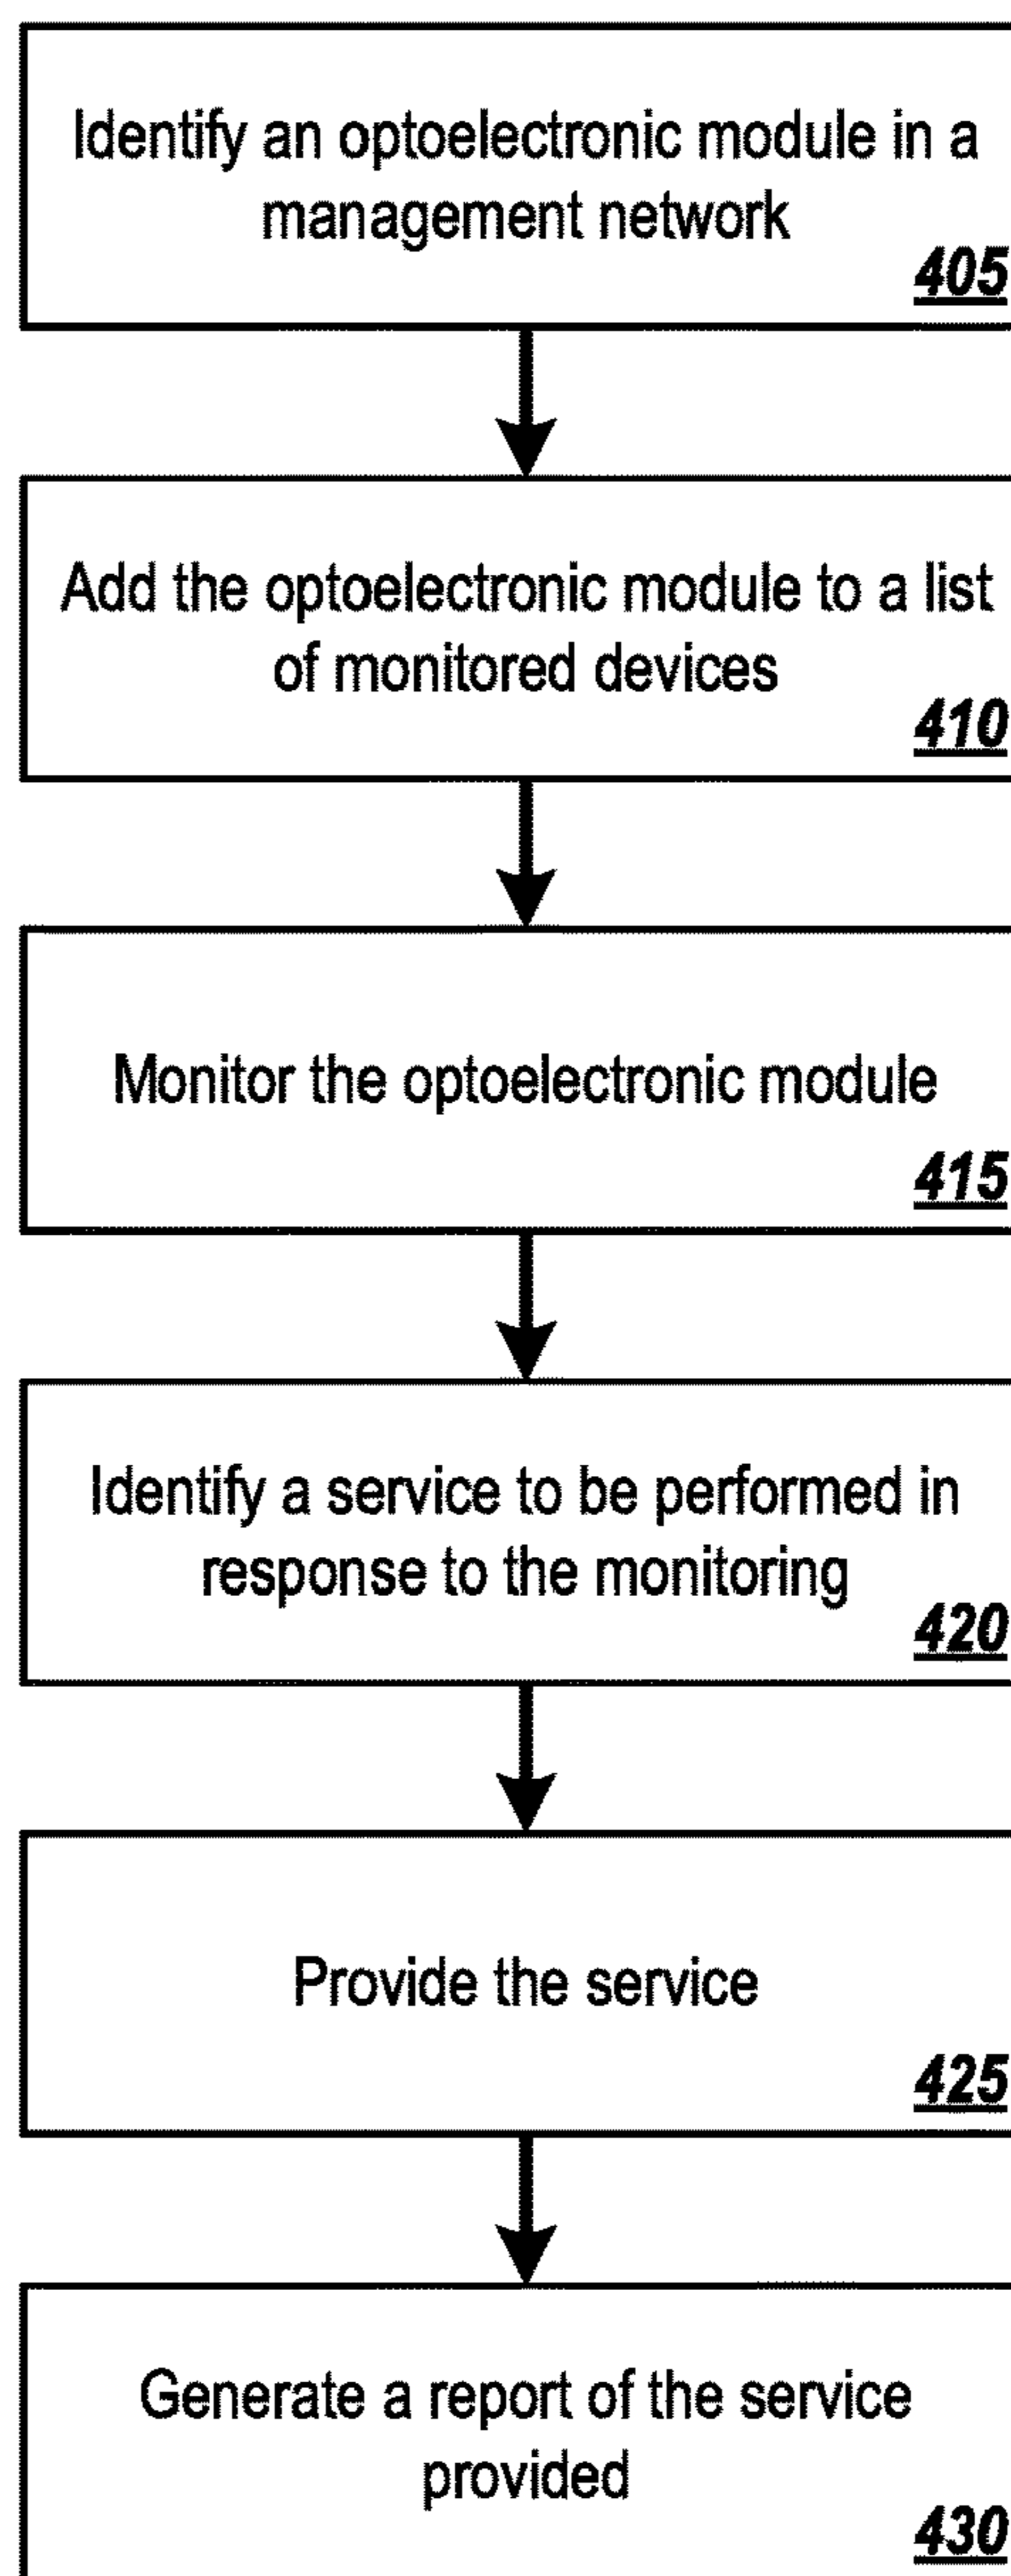 Identify an optoelectronic module in a
management network
405
Add the optoelectronic module to a list
of monitored devices
410
Monitor the optoelectronic module
415
Identify a service to be performed in
response to the monitoring
420
Provide the service
425
Generate a report of the service
provided
430